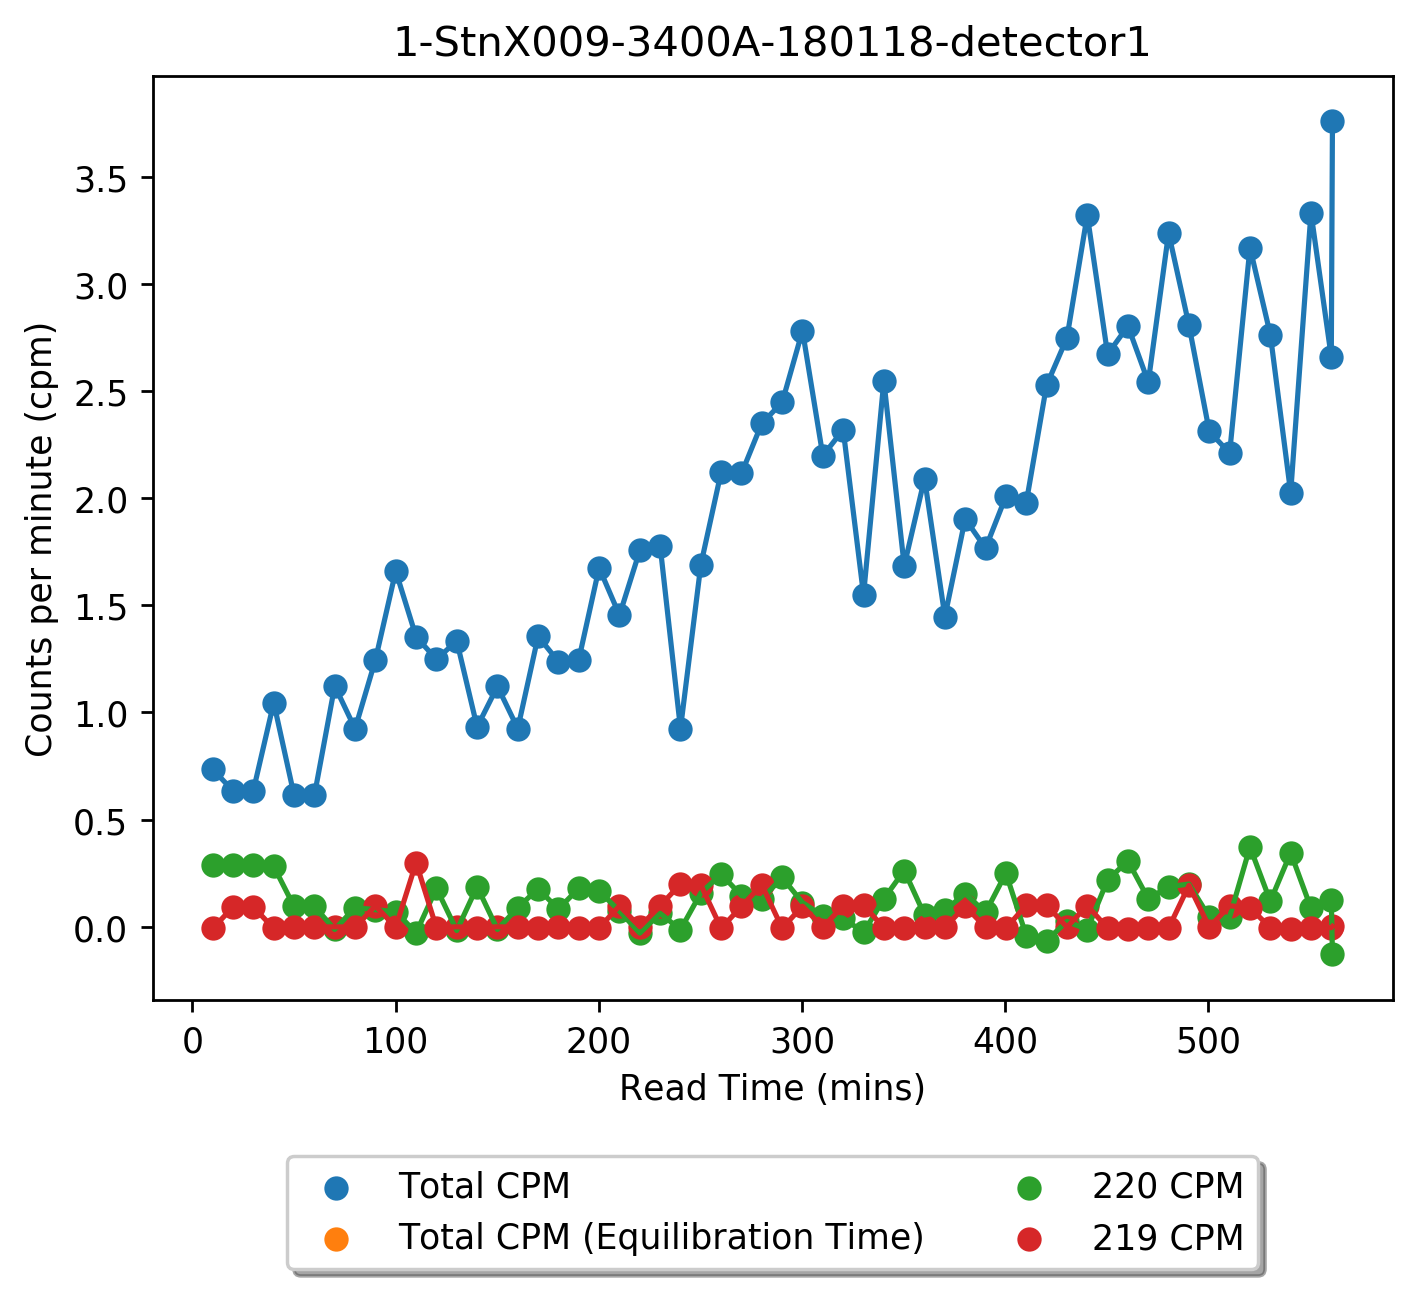 1-StnX009-3400A-180118-detector1
Counts per minute (cpm)
3.5
3.0
2.5
2.0
1.5
1.0
0.5
0.0
0 100 200 300 400 500
Read Time (mins)
Total CPM
Total CPM (Equilibration Time)
220 CPM
219 CPM